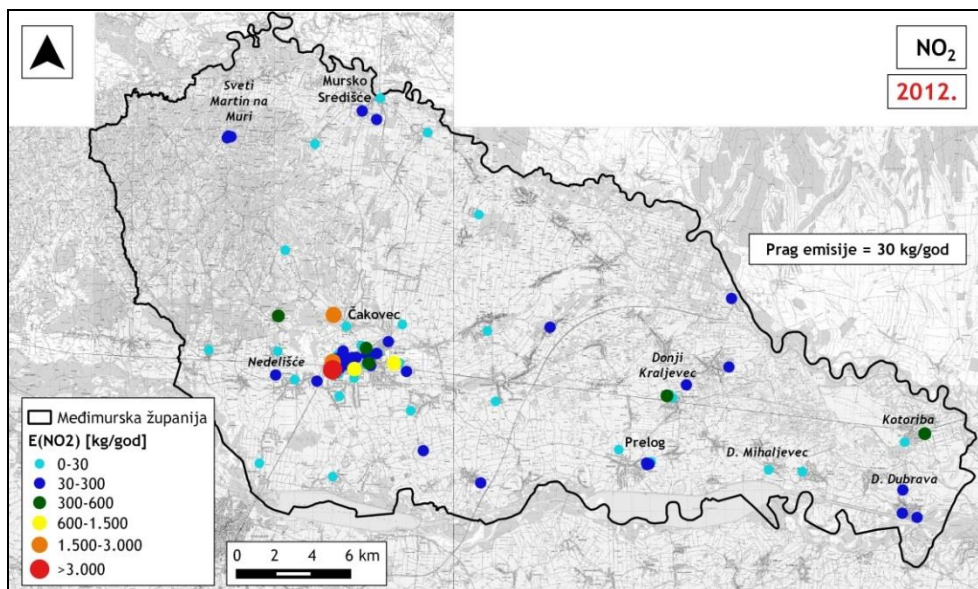 NO₂
2012.
Sveti
Martin na
Muri
Mursko
Središće
Prag emisije = 30 kg/god
Čakovec
Nedelišće
Donji
Kraljevec
Kotoriba
Prelog
D. Mihaljevec
D. Dubrava
Međimurska županija
E(NO2) [kg/god]
0-30
30-300
300-600
600-1.500
1.500-3.000
>3.000
0 2 4 6 km